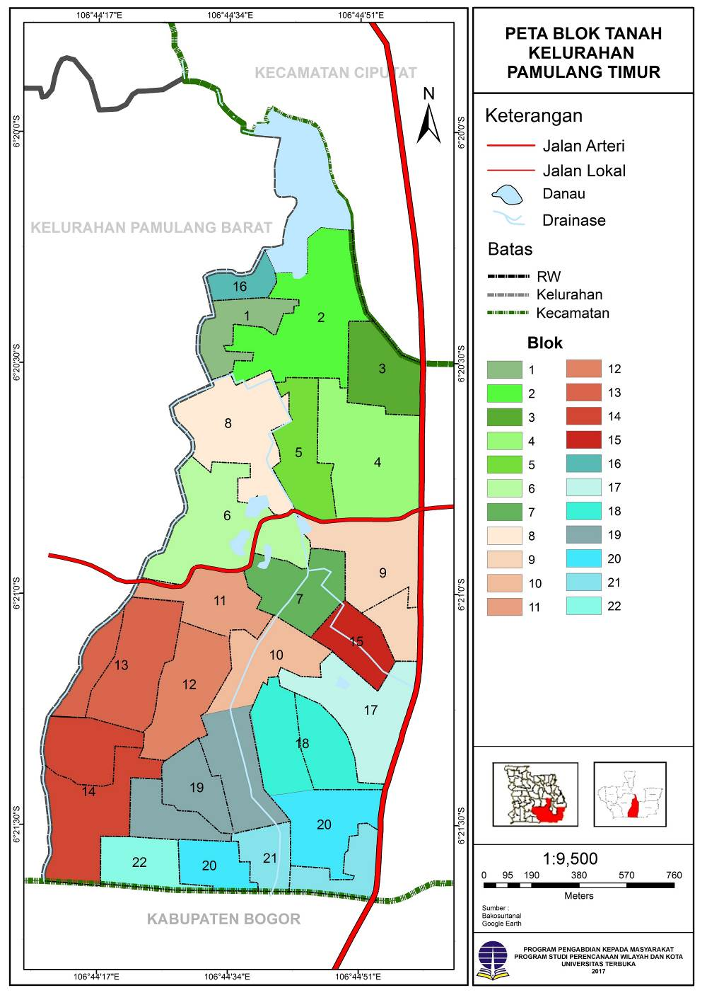 106°44'17"E
106°44'34"E
106°44'51"E
KECAMATAN CIPUTAT
N
6°20'0"S
6°20'0"S
KELURAHAN PAMULANG BARAT
16
1
2
3
6°20'30"S
6°20'30"S
8
5
4
6
9
7
11
6°21'0"S
6°21'0"S
15
10
13
12
17
18
19
14
20
6°21'30"S
6°21'30"S
22
20
21
KABUPATEN BOGOR
106°44'17"E
106°44'34"E
106°44'51"E
PETA BLOK TANAH
KELURAHAN
PAMULANG TIMUR
Keterangan
Jalan Arteri
Jalan Lokal
Danau
Drainase
Batas
RW
Kelurahan
Kecamatan
Blok
1
2
3
4
5
6
7
8
9
10
11
12
13
14
15
16
17
18
19
20
21
22
1:9,500
0 95 190 380 570 760
Meters
Sumber :
Bakosurtanal
Google Earth
PROGRAM PENGABDIAN KEPADA MASYARAKAT
PROGRAM STUDI PERENCANAAN WILAYAH DAN KOTA
UNIVERSITAS TERBUKA
2017